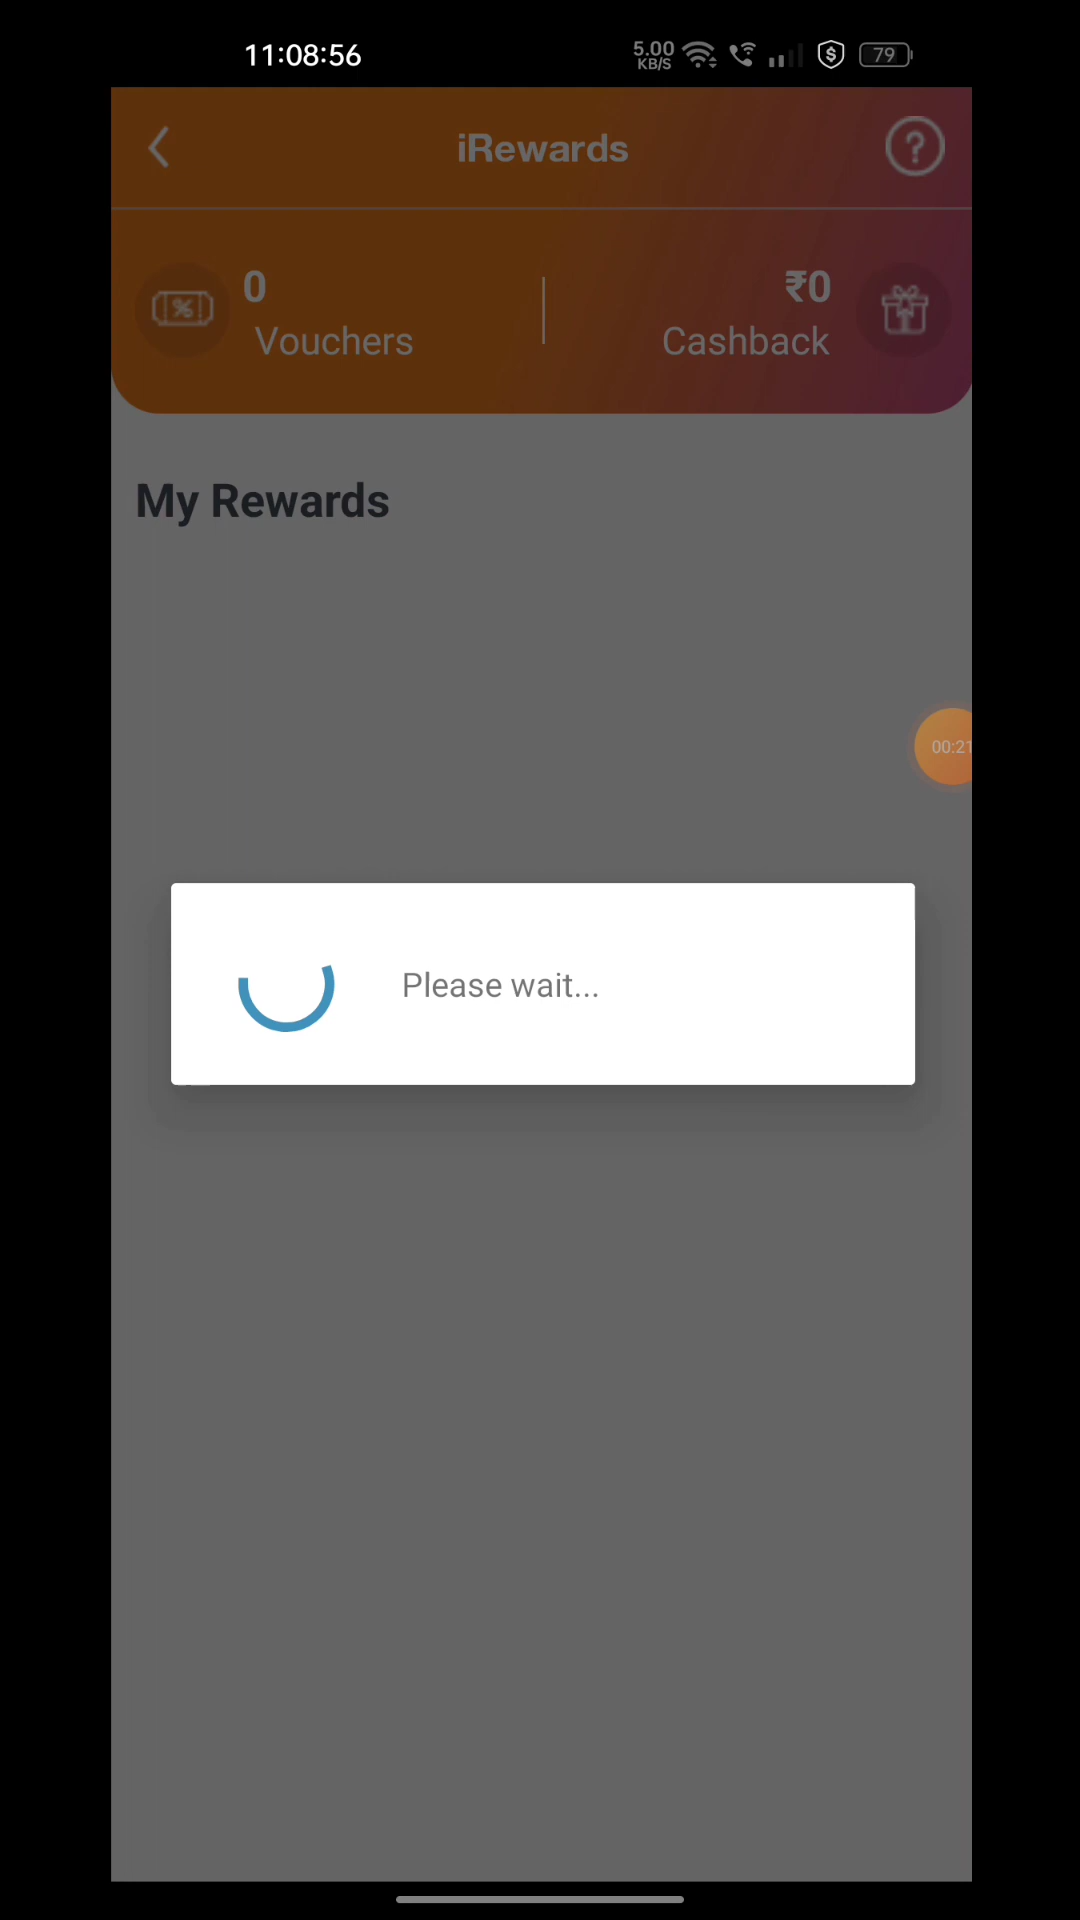 11:08:56
5.00
KB/S
79
iRewards
0
Vouchers
₹0
Cashback
My Rewards
00:21
Please wait...